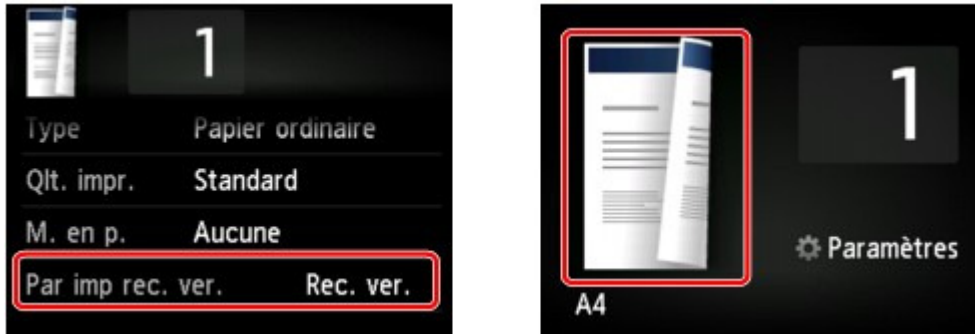 1
Type Papier ordinaire
Qlt. impr. Standard
M. en p. Aucune
Par imp rec. ver. Rec. ver.
1
Paramètres
A4